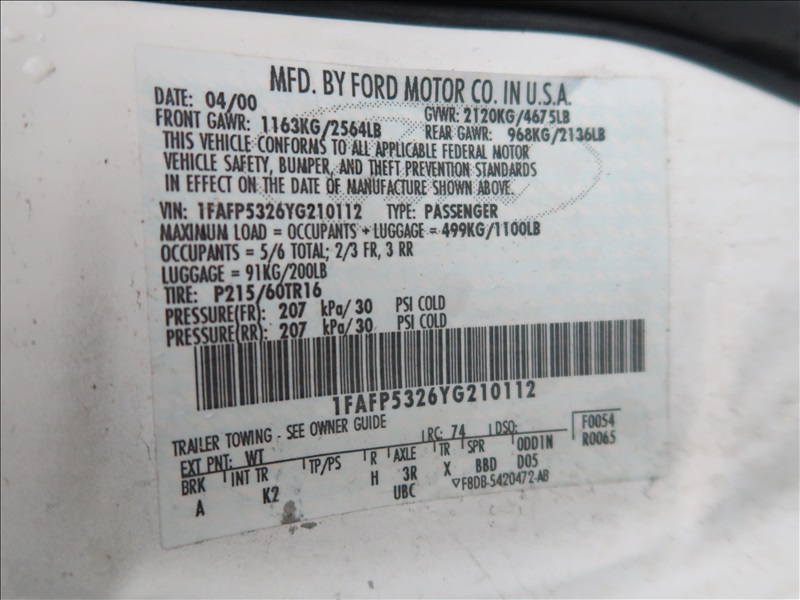 MFD. BY FORD MOTOR CO. IN U.S.A.
DATE: 04/00 GVWR: 2120KG/4675LB
FRONT GAWR: 1163KG/2564LB REAR GAWR: 968KG/2136LB
THIS VEHICLE CONFORMS TO ALL APPLICABLE FEDERAL MOTOR
VEHICLE SAFETY, BUMPER, AND THEFT PREVENTION STANDARDS
IN EFFECT ON THE DATE OF MANUFACTURE SHOWN ABOVE.
VIN: 1FAFP5326YG210112 TYPE: PASSENGER
MAXIMUM LOAD = OCCUPANTS + LUGGAGE = 499KG/1100LB
OCCUPANTS = 5/6 TOTAL; 2/3 FR, 3 RR
LUGGAGE = 91KG/200LB
TIRE: P215/60TR16
PRESSURE(FR): 207 kPa/30 PSI COLD
PRESSURE(RR): 207 kPa/30 PSI COLD
1FAFP5326YG210112
TRAILER TOWING - SEE OWNER GUIDE
EXT PNT: WT RC: 74 DSO: F0054
BRK INT TR TP/PS R AXLE TR SPR ODDIN R0065
A K2 H 3R X BBD D05
UBC F8DB-5420472-AB